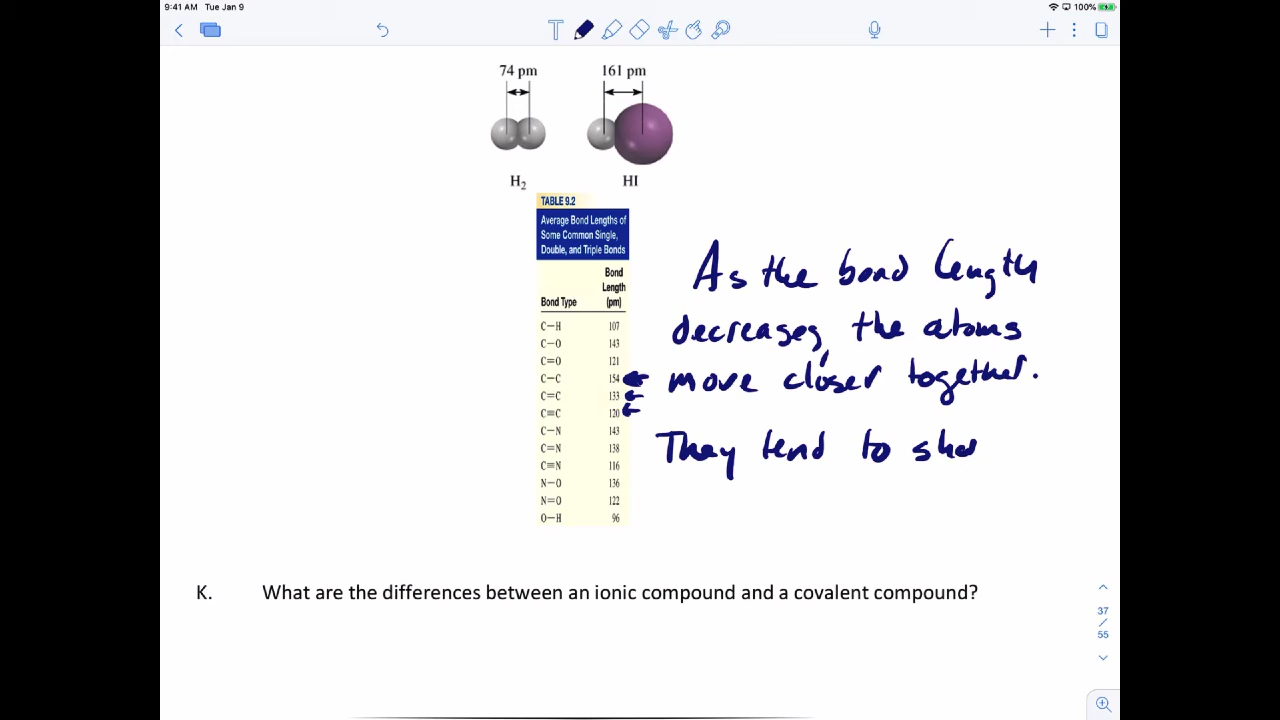 9:41 AM Tue Jan 9
100%
74 pm
161 pm
H2
HI
TABLE 9.2
Average Bond Lengths of
Some Common Single,
Double, and Triple Bonds
Bond
Length
Bond Type (pm)
C−H 107
C−O 143
C=O 121
C−C 154
C=C 133
C≡C 120
C−N 143
C=N 138
C≡N 116
N−O 136
N=O 122
O−H 96
As the bond length
decreases, the atoms
move closer together.
They tend to shar
K. What are the differences between an ionic compound and a covalent compound?
37
/
55